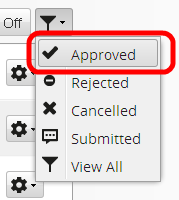 Off
Approved
Rejected
Cancelled
Submitted
View All